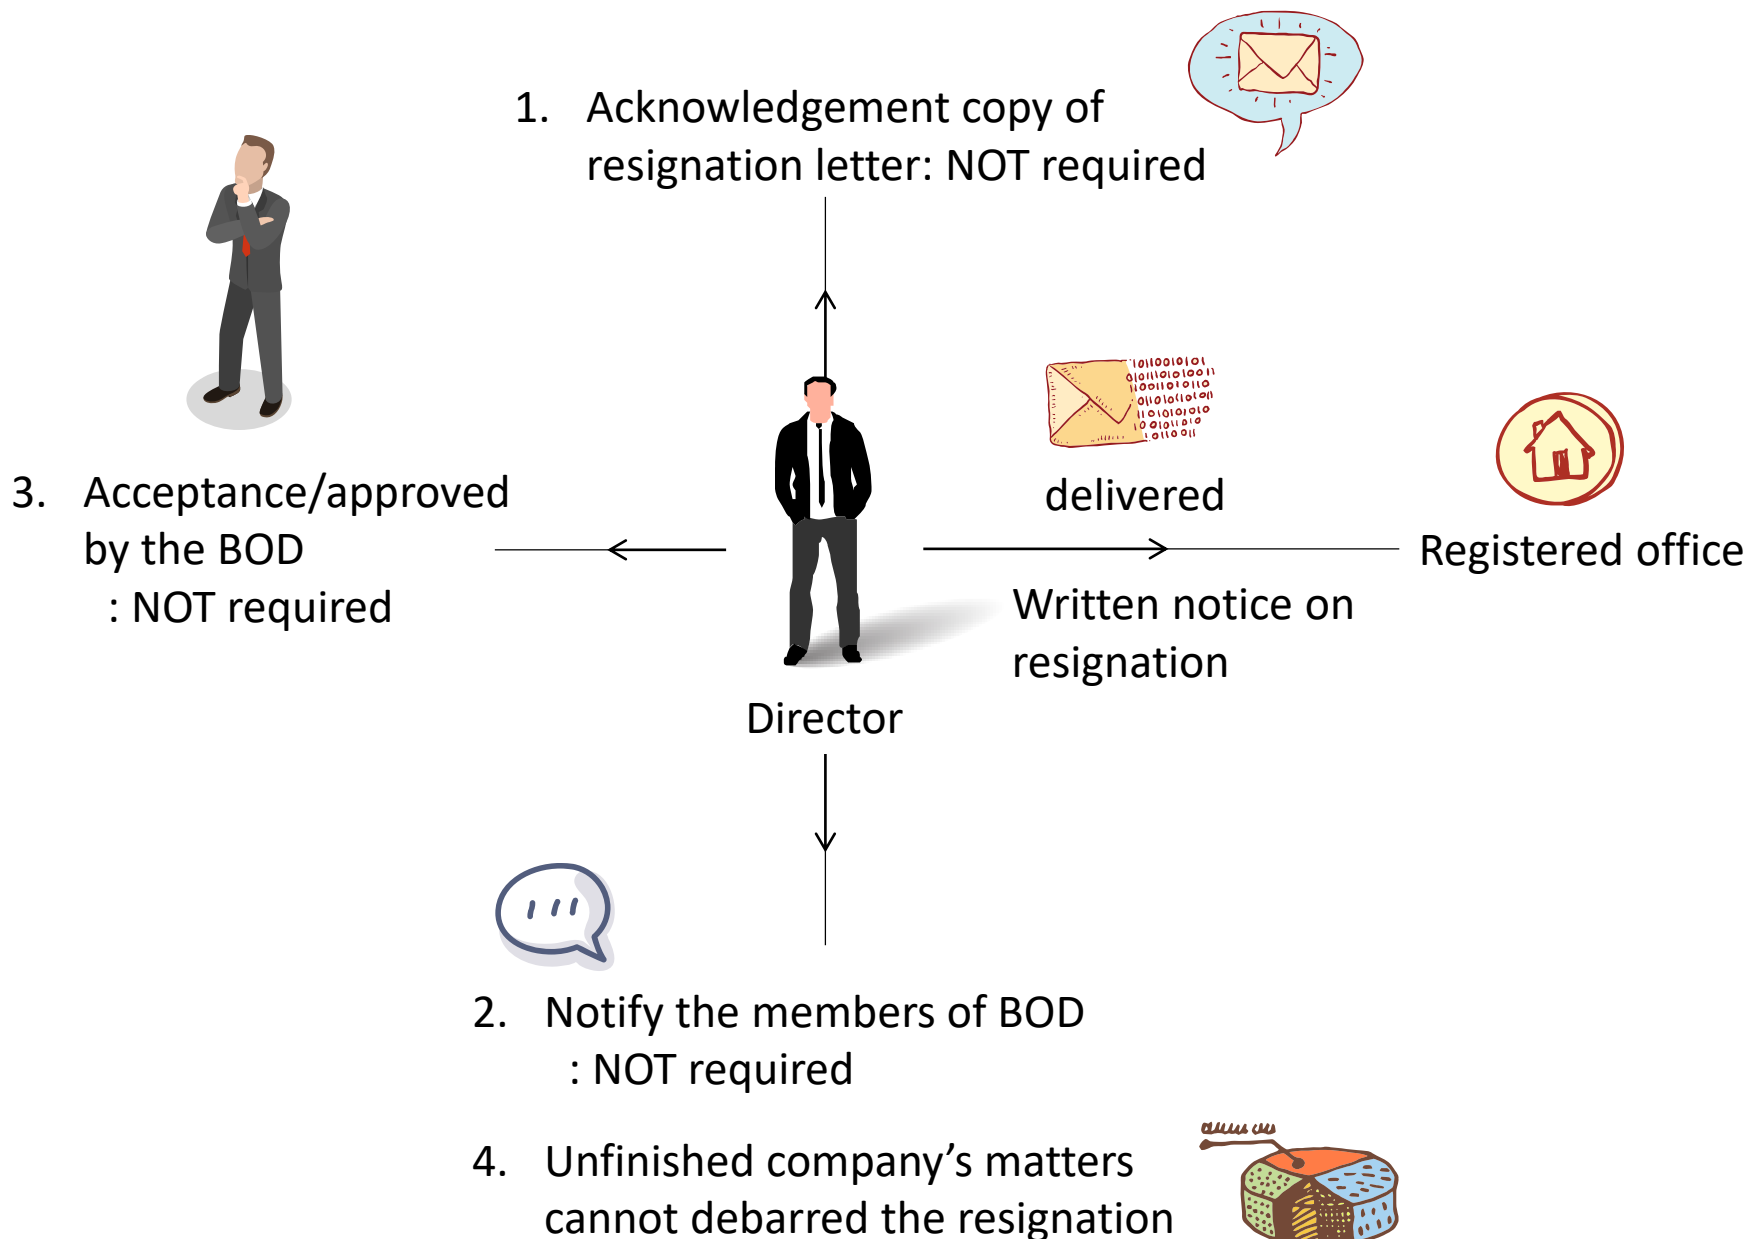 1. Acknowledgement copy of
resignation letter: NOT required
3. Acceptance/approved
by the BOD
: NOT required
delivered
Registered office
Written notice on
resignation
Director
2. Notify the members of BOD
: NOT required
4. Unfinished company’s matters
cannot debarred the resignation